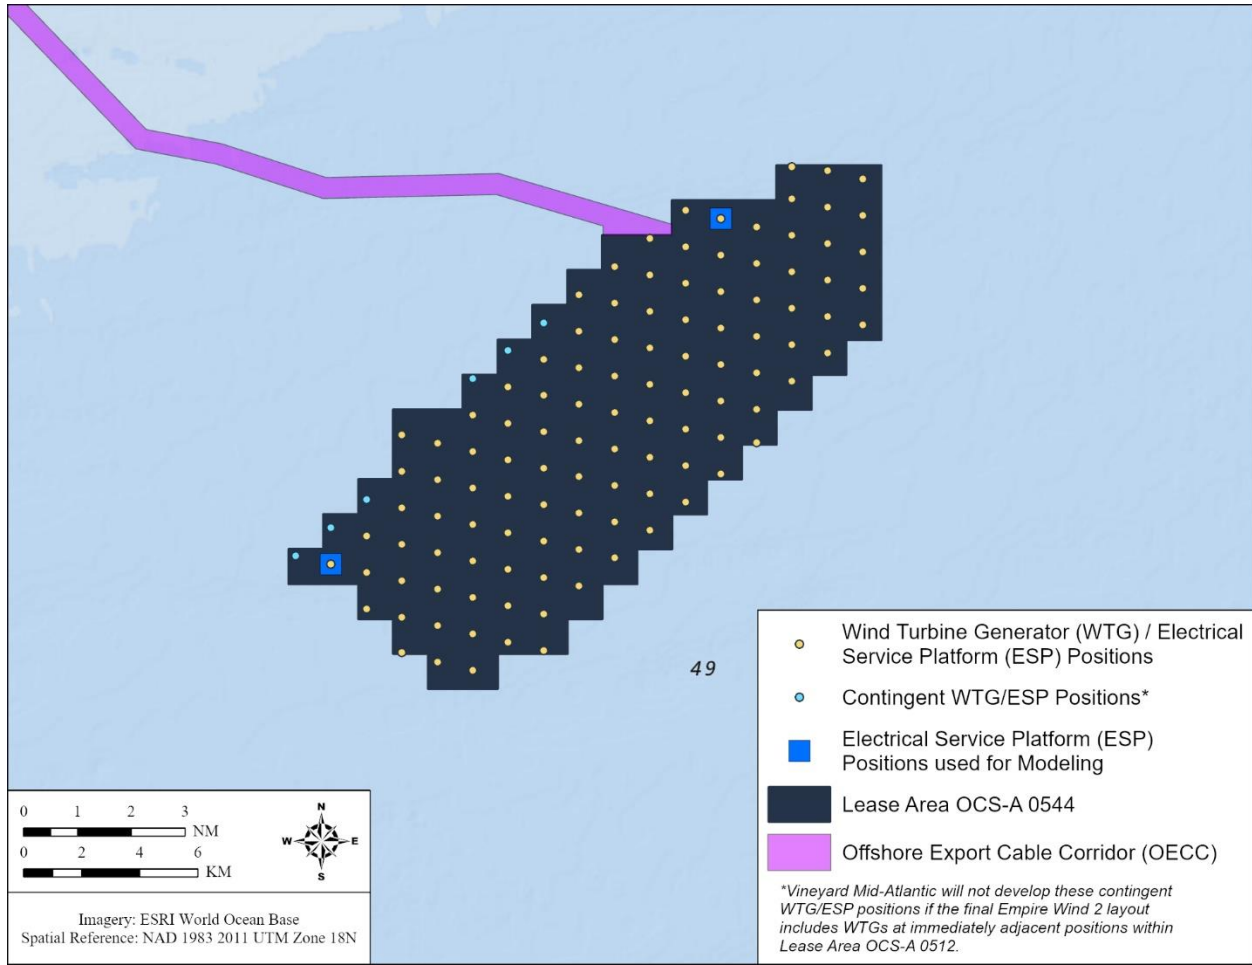 49
Wind Turbine Generator (WTG) / Electrical
Service Platform (ESP) Positions
Contingent WTG/ESP Positions*
Electrical Service Platform (ESP)
Positions used for Modeling
Lease Area OCS-A 0544
Offshore Export Cable Corridor (OECC)
*Vineyard Mid-Atlantic will not develop these contingent
WTG/ESP positions if the final Empire Wind 2 layout
includes WTGs at immediately adjacent positions within
Lease Area OCS-A 0512.
0 1 2 3
NM
0 2 4 6
KM
N
W E
S
Imagery: ESRI World Ocean Base
Spatial Reference: NAD 1983 2011 UTM Zone 18N